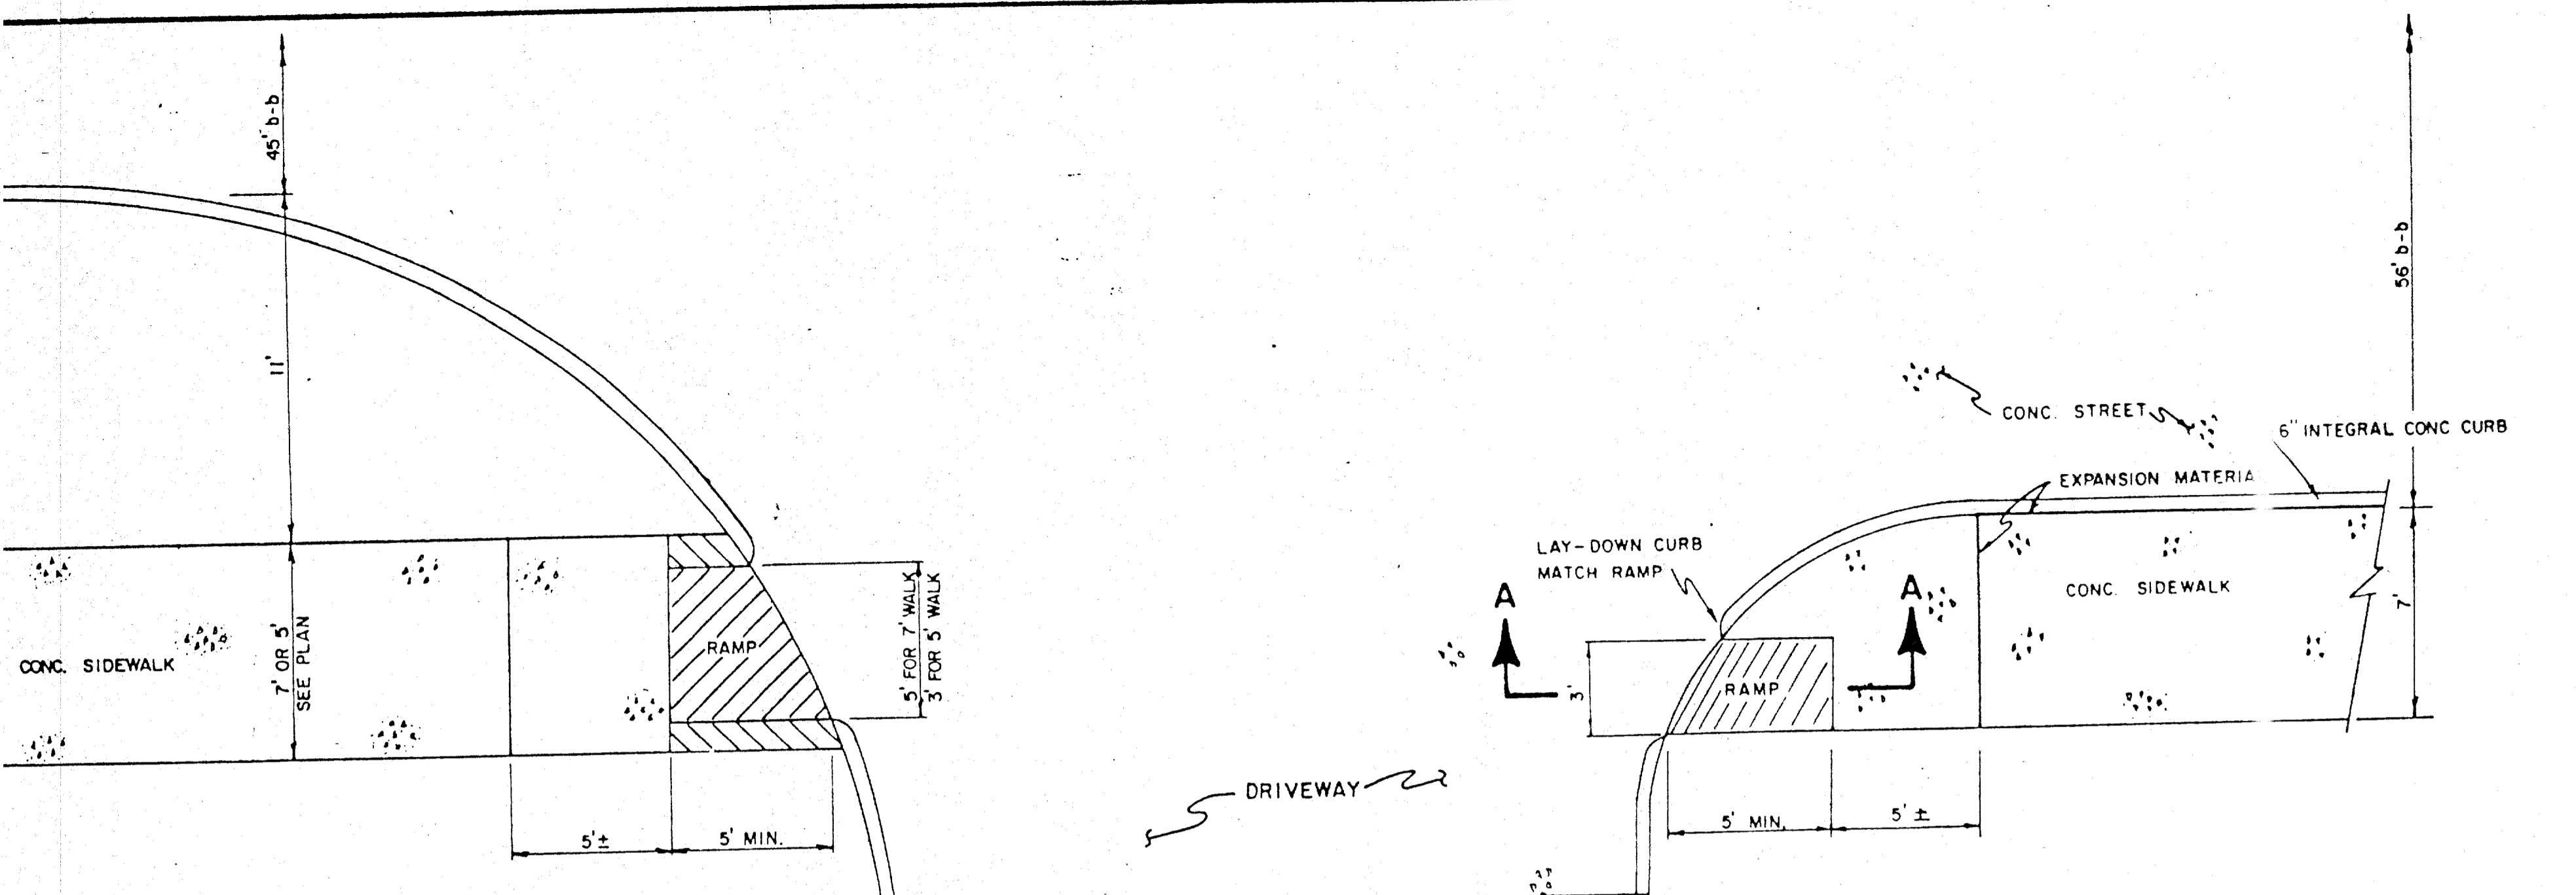 45' b-b
11'
7' OR 5'
SEE PLAN
CONC. SIDEWALK
RAMP
5' FOR 7' WALK
3' FOR 5' WALK
5'±
5' MIN.
DRIVEWAY
56' b-b
CONC. STREET
6" INTEGRAL CONC CURB
EXPANSION MATERIA
LAY-DOWN CURB
MATCH RAMP
A
A
CONC. SIDEWALK
7'
3'
RAMP
5' MIN.
5' ±